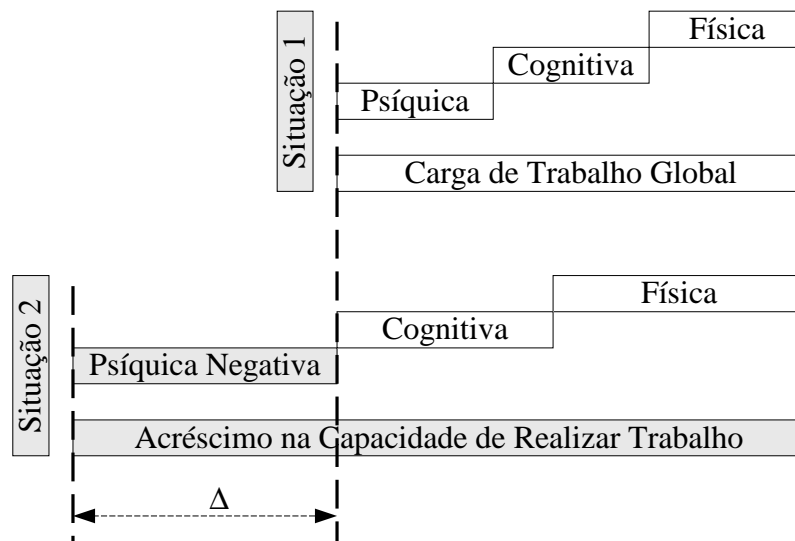 Situação 1
Física
Cognitiva
Psíquica
Carga de Trabalho Global
Situação 2
Física
Cognitiva
Psíquica Negativa
Acréscimo na Capacidade de Realizar Trabalho
Δ